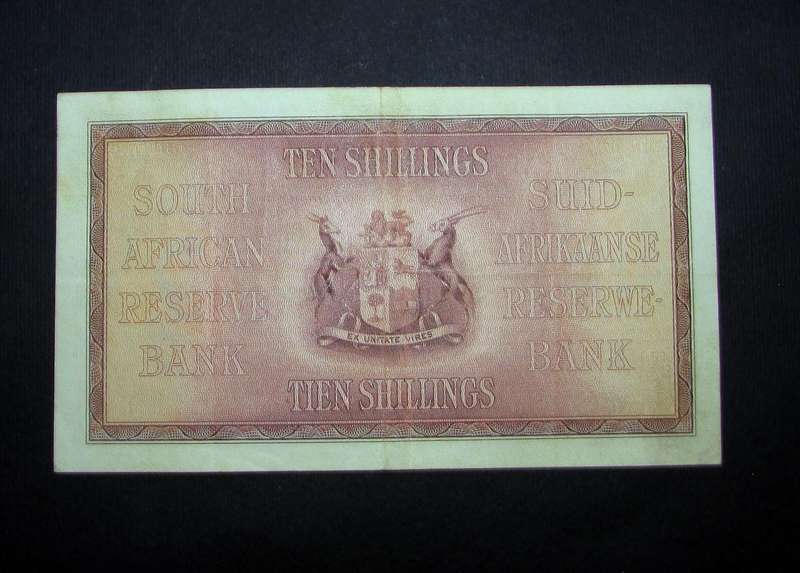 TEN SHILLINGS
SOUTH
AFRICAN
RESERVE
BANK
SUID-
AFRIKAANSE
RESERWE-
BANK
EX UNITATE VIRES
TIEN SHILLINGS